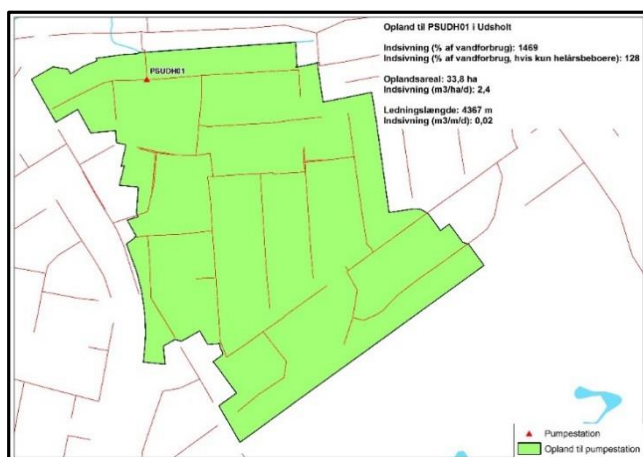 Opland til PSUDH01 i Udsholt
Indsivning (% af vandforbrug): 1469
Indsivning (% af vandforbrug, hvis kun helårsbeboere): 128
Oplandsareal: 33,8 ha
Indsivning (m3/ha/d): 2,4
Ledningslængde: 4367 m
Indsivning (m3/m/d): 0,02
PSUDH01
Pumpestation
Opland til pumpestation